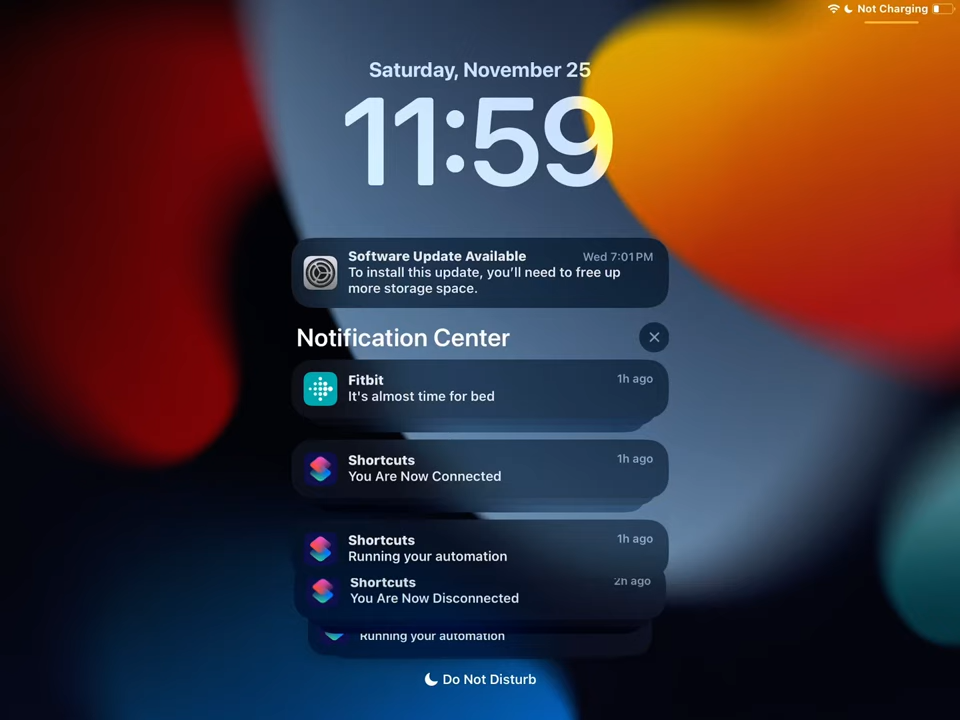 Not Charging
Saturday, November 25
11:59
Software Update Available
Wed 7:01 PM
To install this update, you'll need to free up
more storage space.
Notification Center
Fitbit
1h ago
It's almost time for bed
Shortcuts
1h ago
You Are Now Connected
Shortcuts
1h ago
Running your automation
Shortcuts
2h ago
You Are Now Disconnected
Running your automation
Do Not Disturb